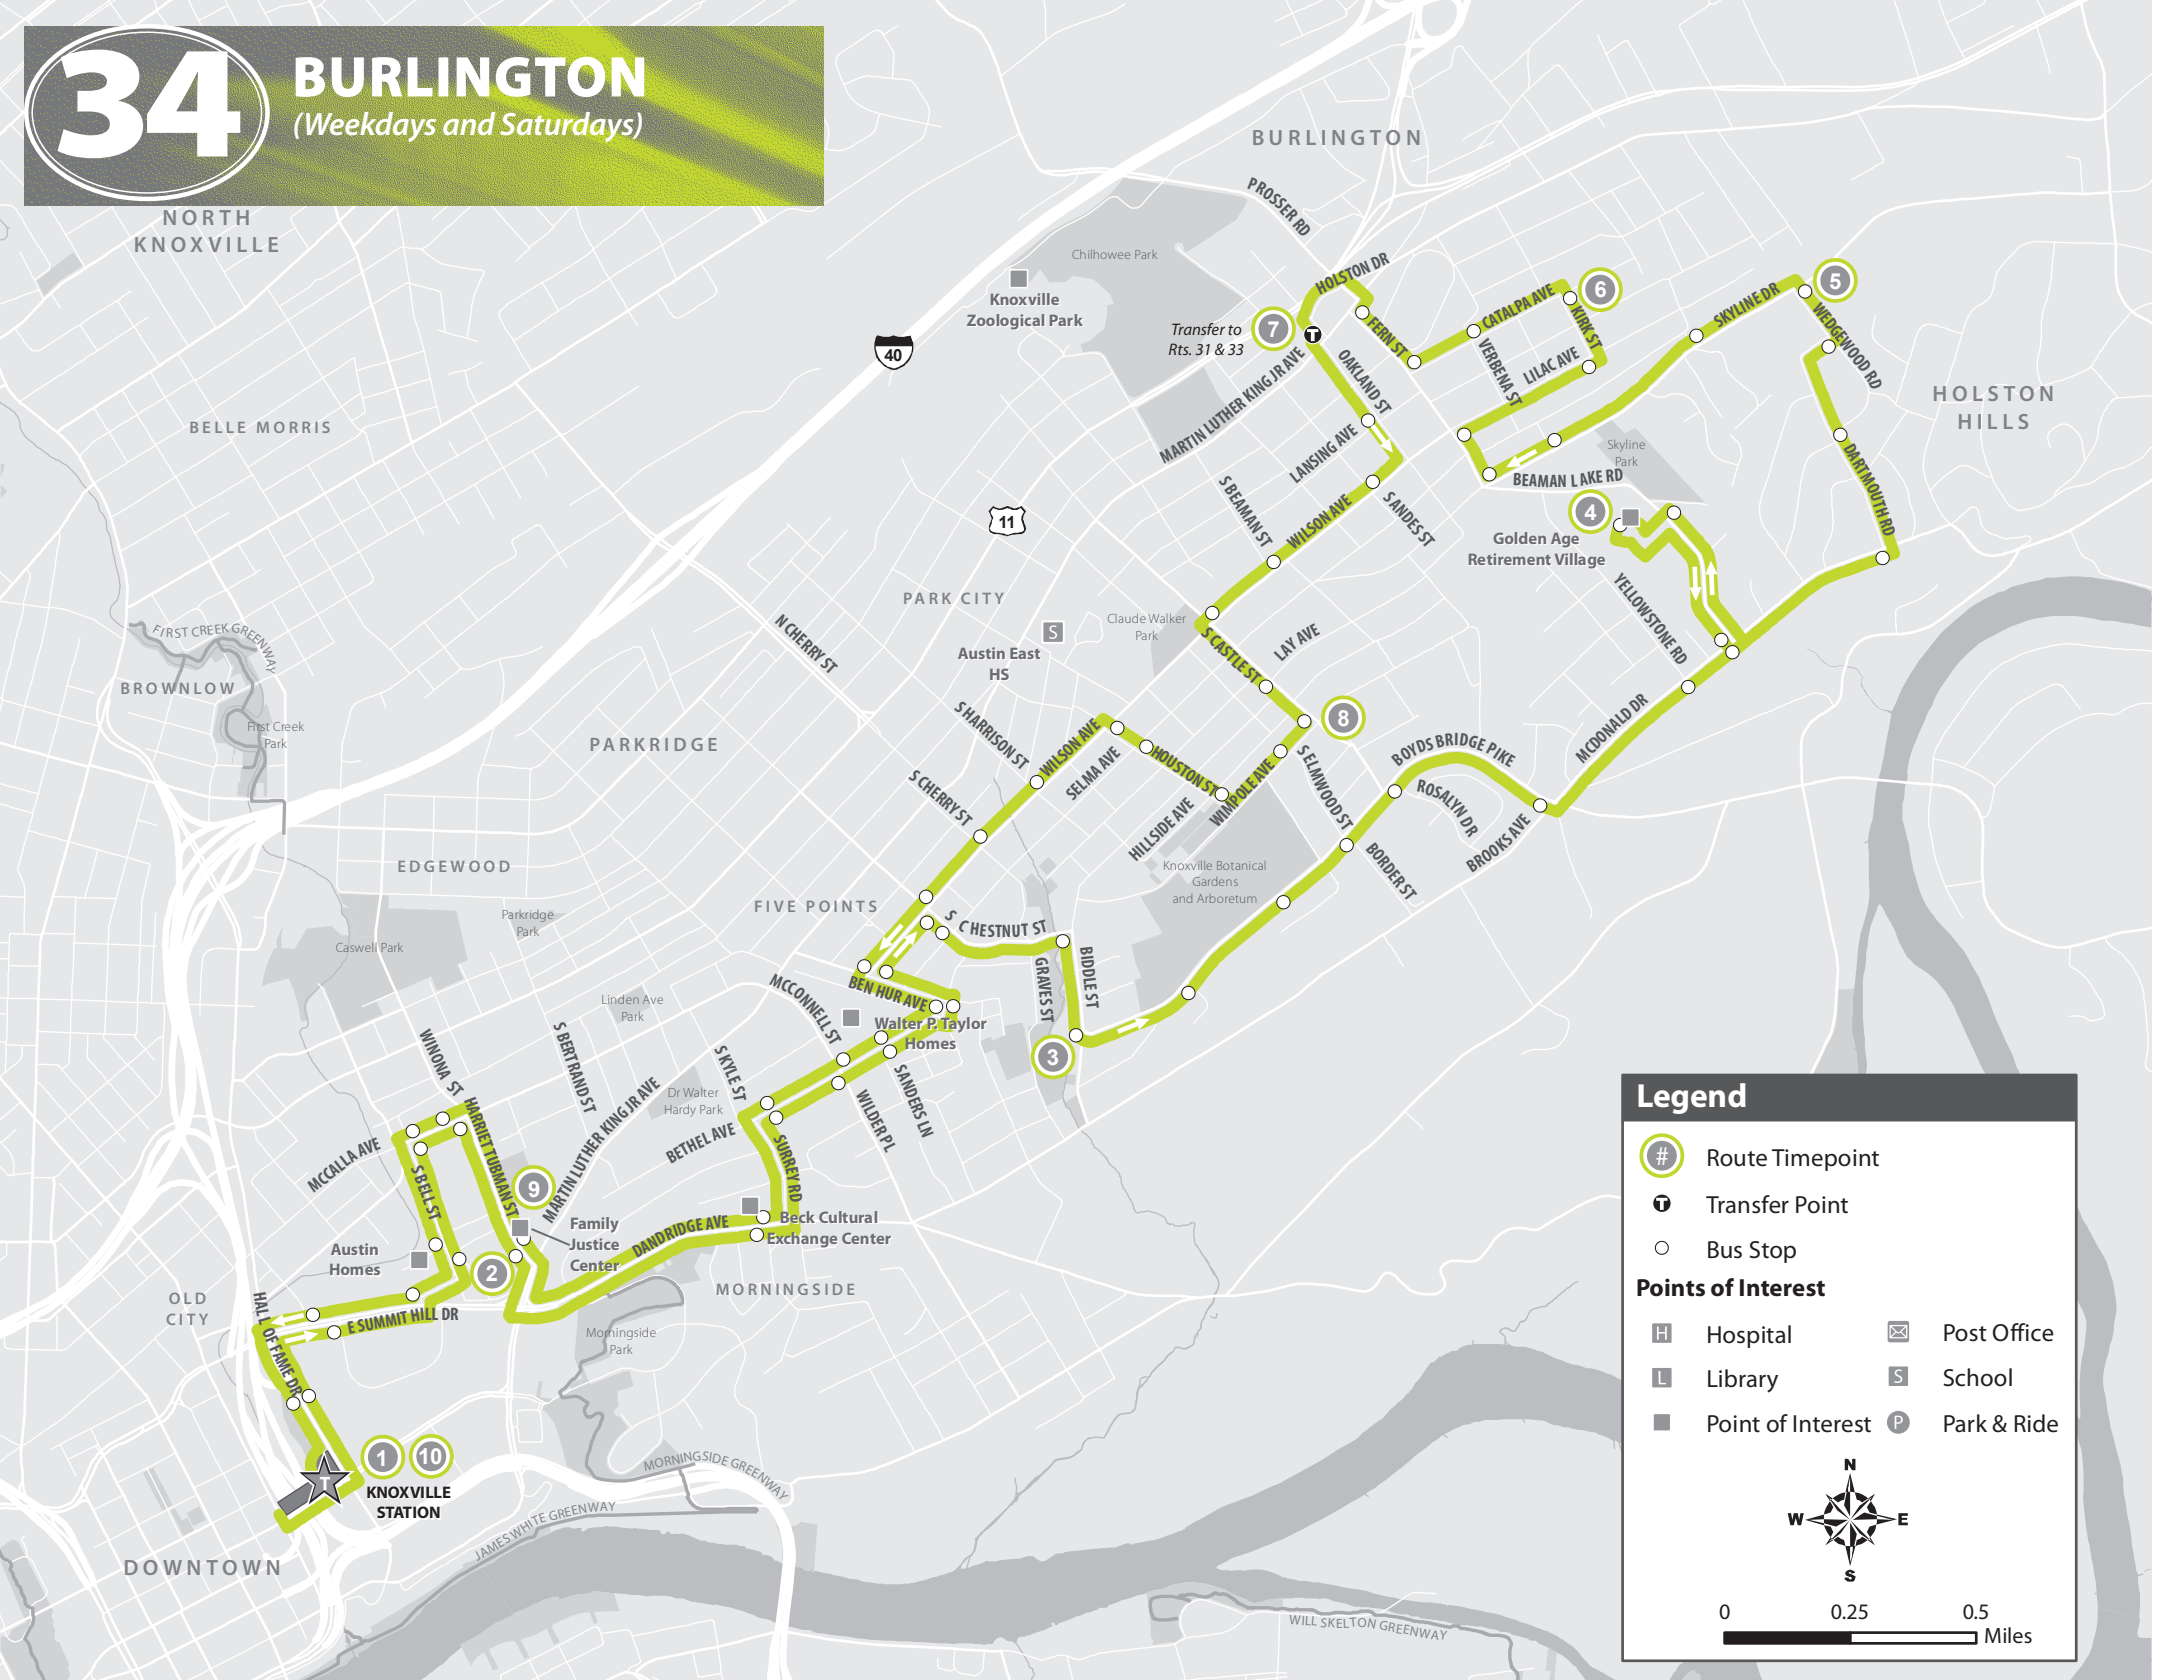 34
BURLINGTON
(Weekdays and Saturdays)
NORTH
KNOXVILLE
BURLINGTON
PROSSER RD
Chilhowee Park
Knoxville
Zoological Park
HOLSTON DR
CATALPA AVE
6
SKYLINE DR
5
7
Transfer to
Rts. 31 & 33
T
FERN ST
KIRK ST
WEDGEWOOD RD
40
VERBENA ST
LILAC AVE
OAKLAND ST
MARTIN LUTHER KING JR AVE
HOLSTON
HILLS
BELLE MORRIS
LANSING AVE
Skyline
Park
BEAMAN LAKE RD
DARTMOUTH RD
S BEAMAN ST
WILSON AVE
SANDES ST
11
4
Golden Age
Retirement Village
YELLOWSTONE RD
PARK CITY
Claude Walker
Park
S
Austin East
HS
N CHERRY ST
S CASTLE ST
LAY AVE
FIRST CREEK GREENWAY
BROWNLOW
First Creek
Park
PARKRIDGE
8
S HARRISON ST
WILSON AVE
SELMA AVE
HOUSTON ST
S CHERRY ST
HILLSIDE AVE
WIMPOLE AVE
S ELMWOOD ST
BOYDS BRIDGE PIKE
MCDONALD DR
ROSALYN DR
BROOKS AVE
BORDER ST
Knoxville Botanical
Gardens
and Arboretum
EDGEWOOD
FIVE POINTS
Parkridge
Park
Caswell Park
S CHESTNUT ST
GRAVES ST
BIDDLE ST
3
BEN HUR AVE
MCCONNELL ST
Walter P. Taylor
Homes
Linden Ave
Park
WINONA ST
S BERTRAND ST
S KYLE ST
Dr Walter
Hardy Park
MARTIN LUTHER KING JR AVE
BETHEL AVE
WILDER PL
SANDERS LN
MCCALLA AVE
S BELL ST
HARRIET TUBMAN ST
9
SURREY RD
Family
Justice
Center
DANDRIDGE AVE
Beck Cultural
Exchange Center
Austin
Homes
2
MORNINGSIDE
OLD
CITY
HALL OF FAME DR
E SUMMIT HILL DR
Morningside
Park
T
1
10
KNOXVILLE
STATION
MORNINGSIDE GREENWAY
JAMES WHITE GREENWAY
DOWNTOWN
WILL SKELTON GREENWAY
Legend
# Route Timepoint
T Transfer Point
Bus Stop
Points of Interest
H Hospital
Post Office
L Library
S School
Point of Interest
P Park & Ride
N
W E
S
0 0.25 0.5
Miles